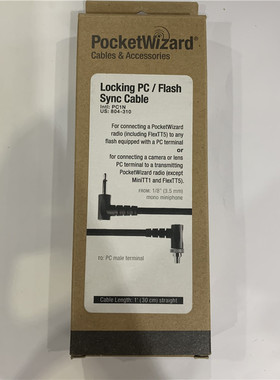 PocketWizard®
Cables & Accessories
Locking PC / Flash
Sync Cable
Intl: PC1N
US: 804-310
For connecting a PocketWizard
radio (including FlexTT5) to any
flash equipped with a PC terminal
or
for connecting a camera or lens
PC terminal to a transmitting
PocketWizard radio (except
MiniTT1 and FlexTT5).
FROM: 1/8" (3.5 mm)
mono miniphone
to: PC male terminal
Cable Length: 1' (30 cm) straight